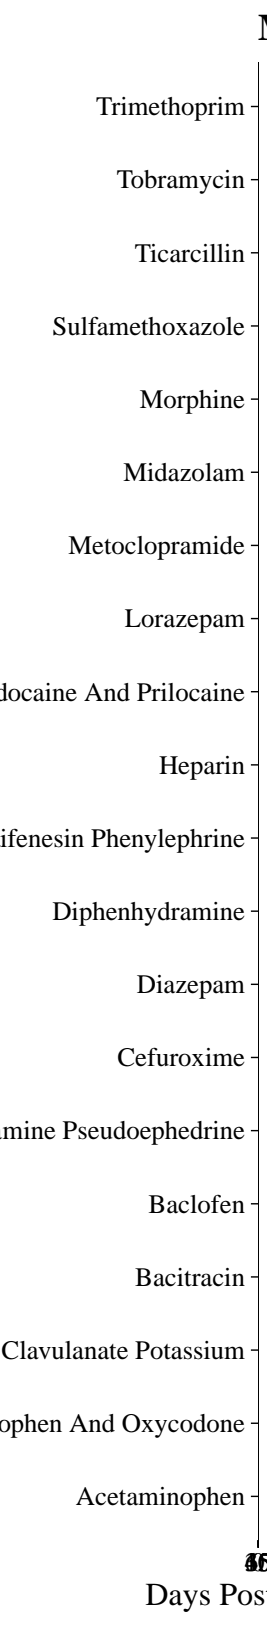 Trimethoprim
Tobramycin
Ticarcillin
Sulfamethoxazole
Morphine
Midazolam
Metoclopramide
Lorazepam
docaine And Prilocaine
Heparin
ifenesin Phenylephrine
Diphenhydramine
Diazepam
Cefuroxime
amine Pseudoephedrine
Baclofen
Bacitracin
Clavulanate Potassium
ophen And Oxycodone
Acetaminophen
Days Pos